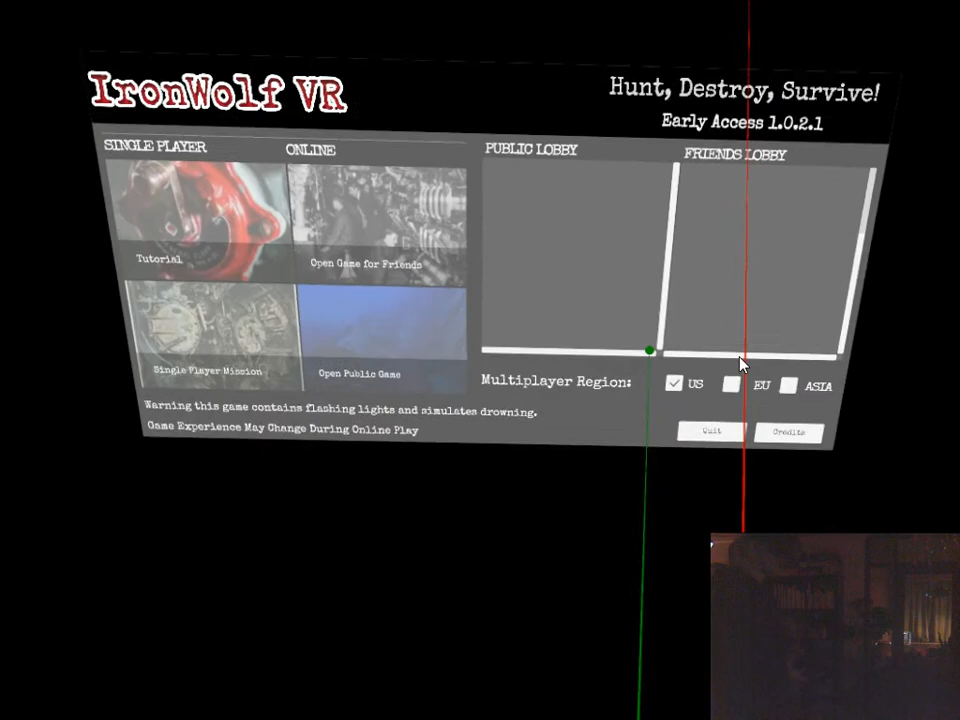 IronWolf VR
Hunt, Destroy, Survive!
Early Access 1.0.2.1
SINGLE PLAYER
ONLINE
PUBLIC LOBBY
FRIENDS LOBBY
Tutorial
Open Game for Friends
Single Player Mission
Open Public Game
Multiplayer Region:
US
EU
ASIA
Warning this game contains flashing lights and simulates drowning.
Game Experience May Change During Online Play
Quit
Credits